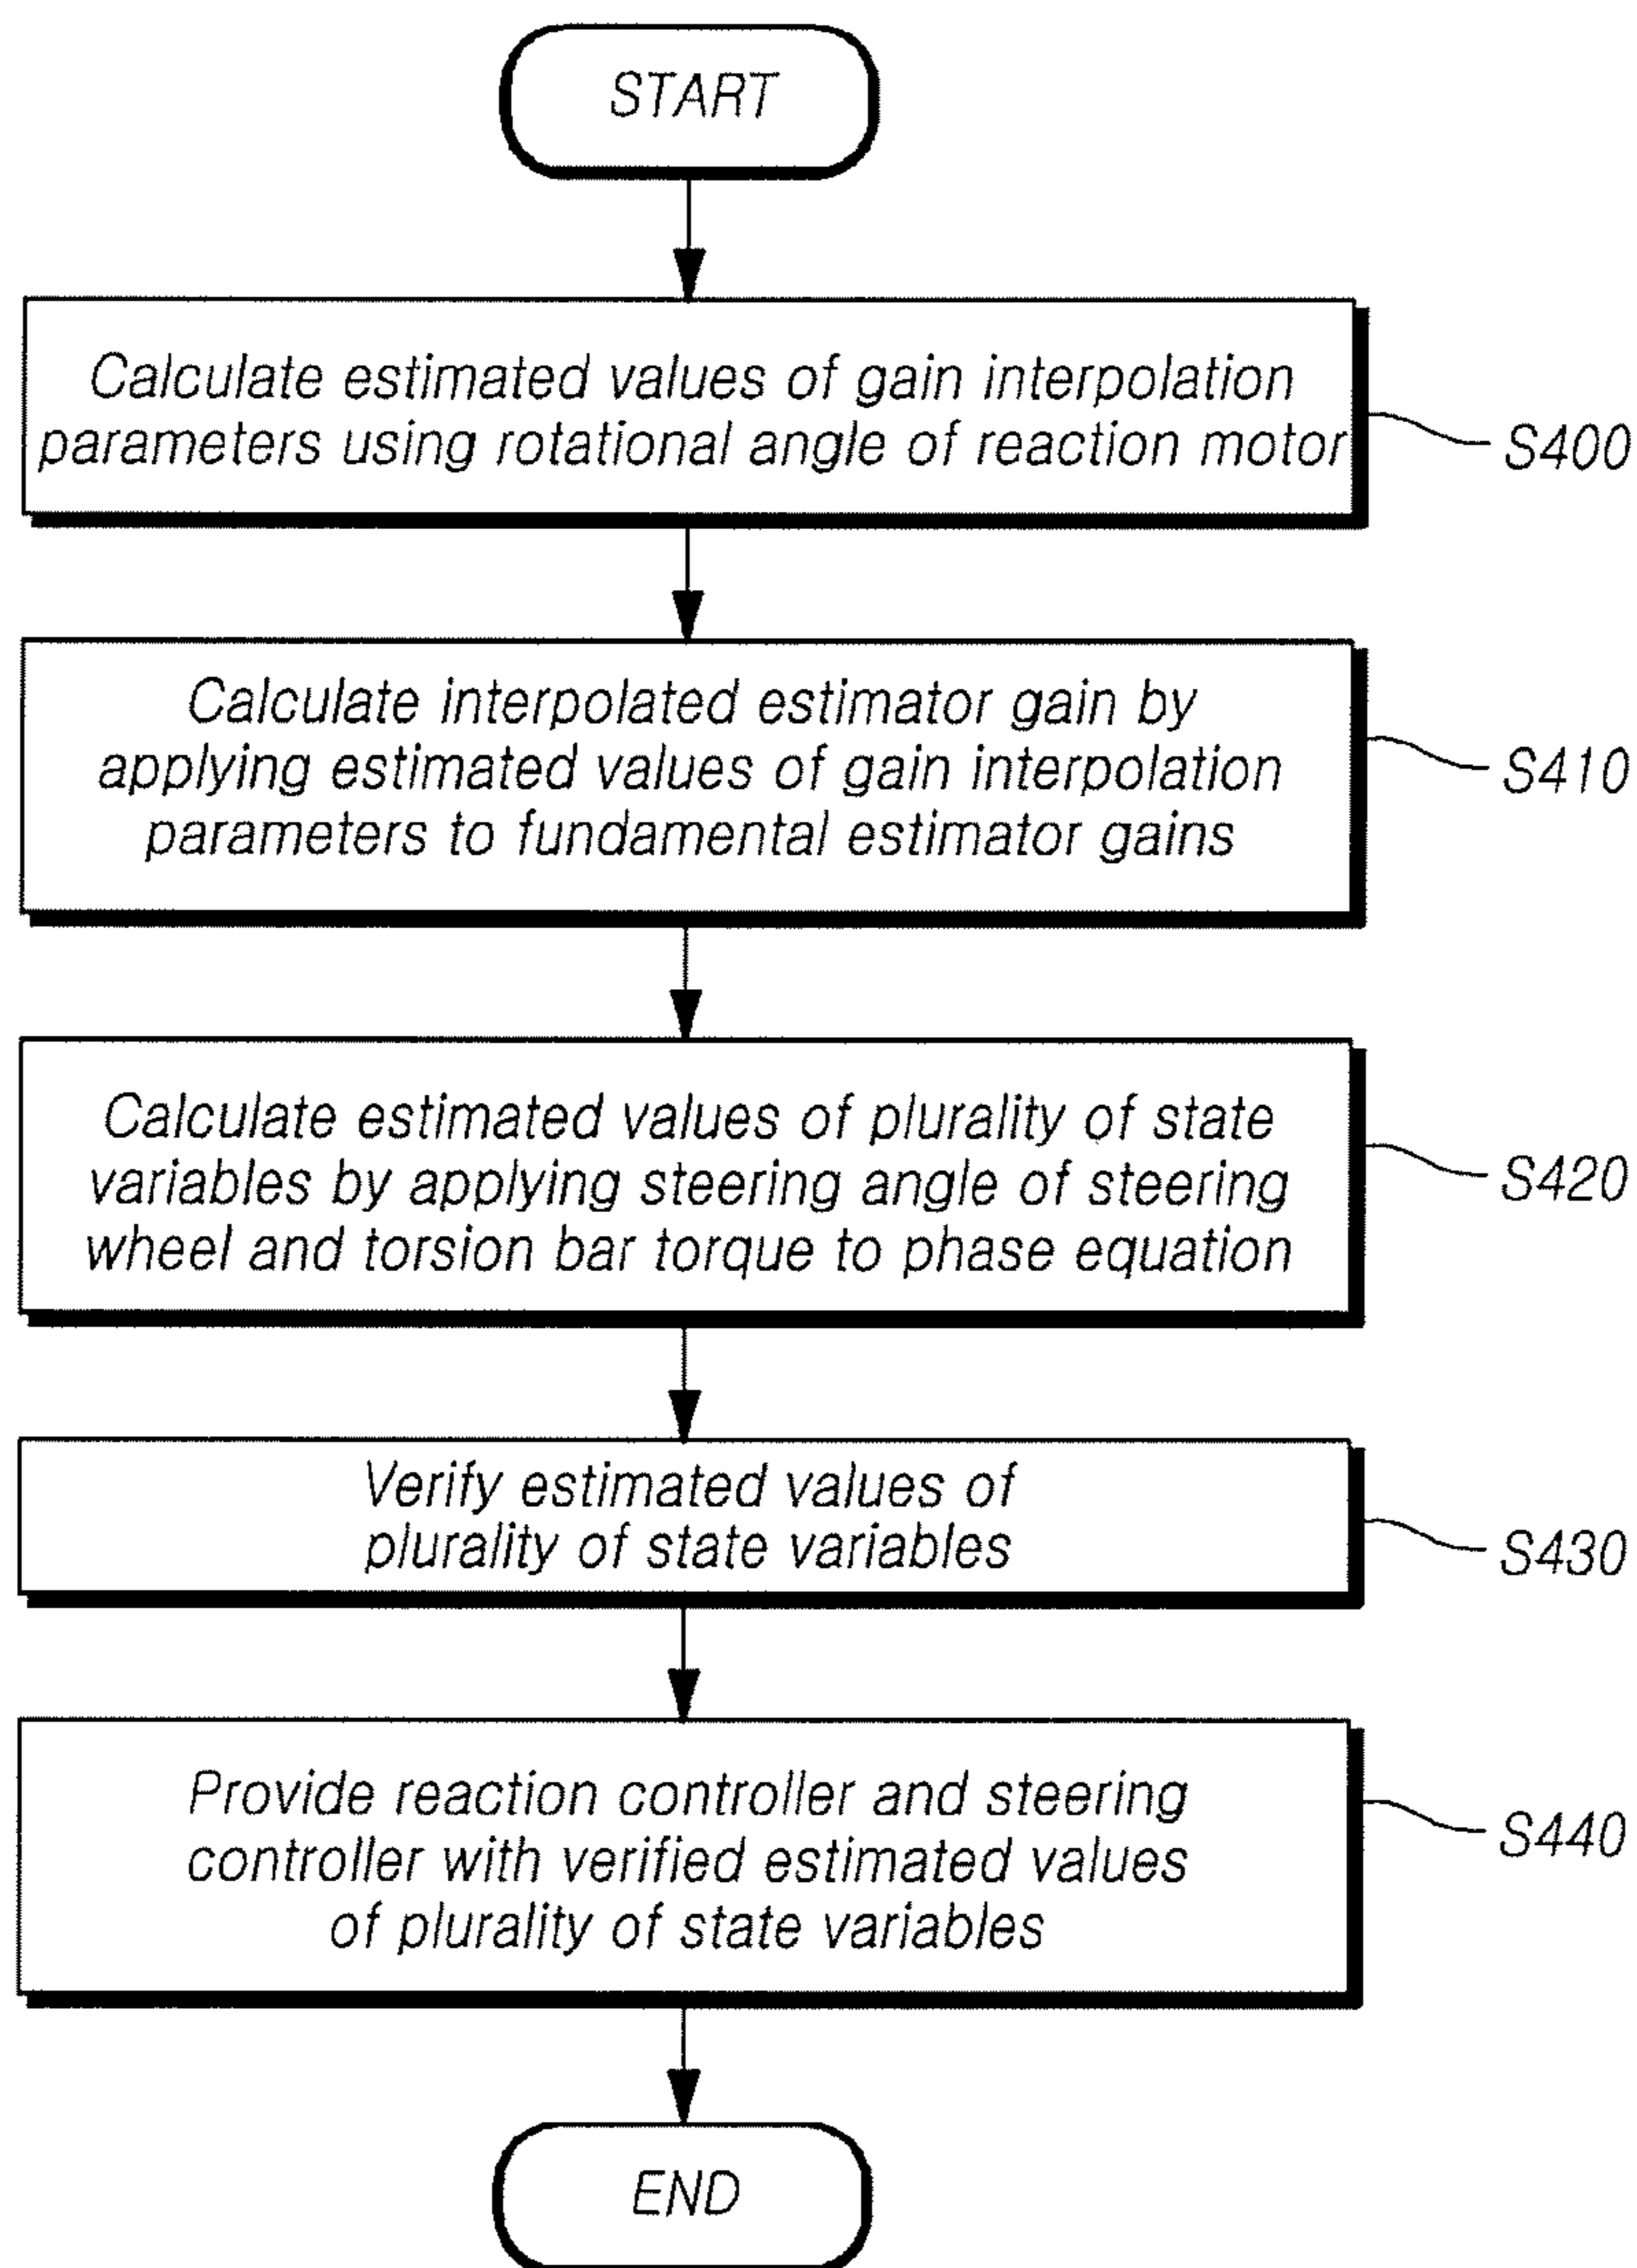 START
Calculate estimated values of gain interpolation
parameters using rotational angle of reaction motor
S400
Calculate interpolated estimator gain by
applying estimated values of gain interpolation
parameters to fundamental estimator gains
S410
Calculate estimated values of plurality of state
variables by applying steering angle of steering
wheel and torsion bar torque to phase equation
S420
Verify estimated values of
plurality of state variables
S430
Provide reaction controller and steering
controller with verified estimated values
of plurality of state variables
S440
END